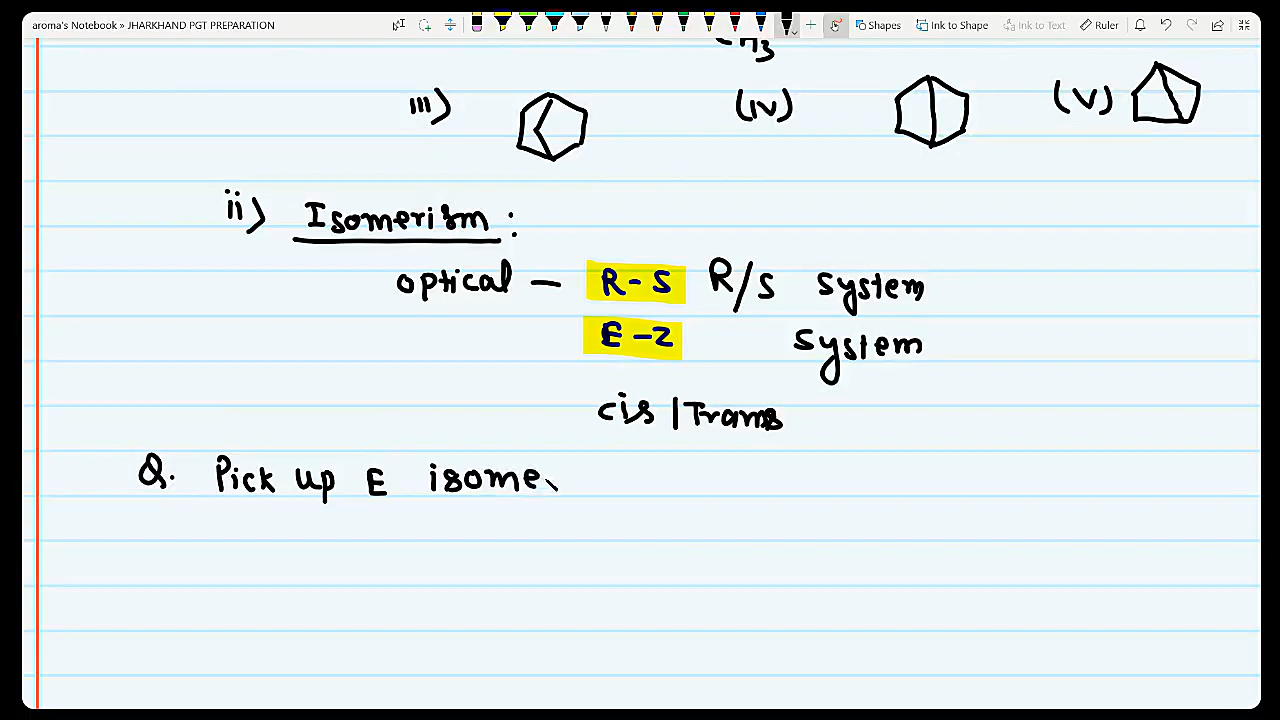 aroma's Notebook » JHARKHAND PGT PREPARATION
Shapes Ink to Shape Ink to Text Ruler
CH3
III) (IV) (V)
ii) Isomerism :
optical — R-S R/S system
E-Z system
cis | Trans
Q. Pick up E isome